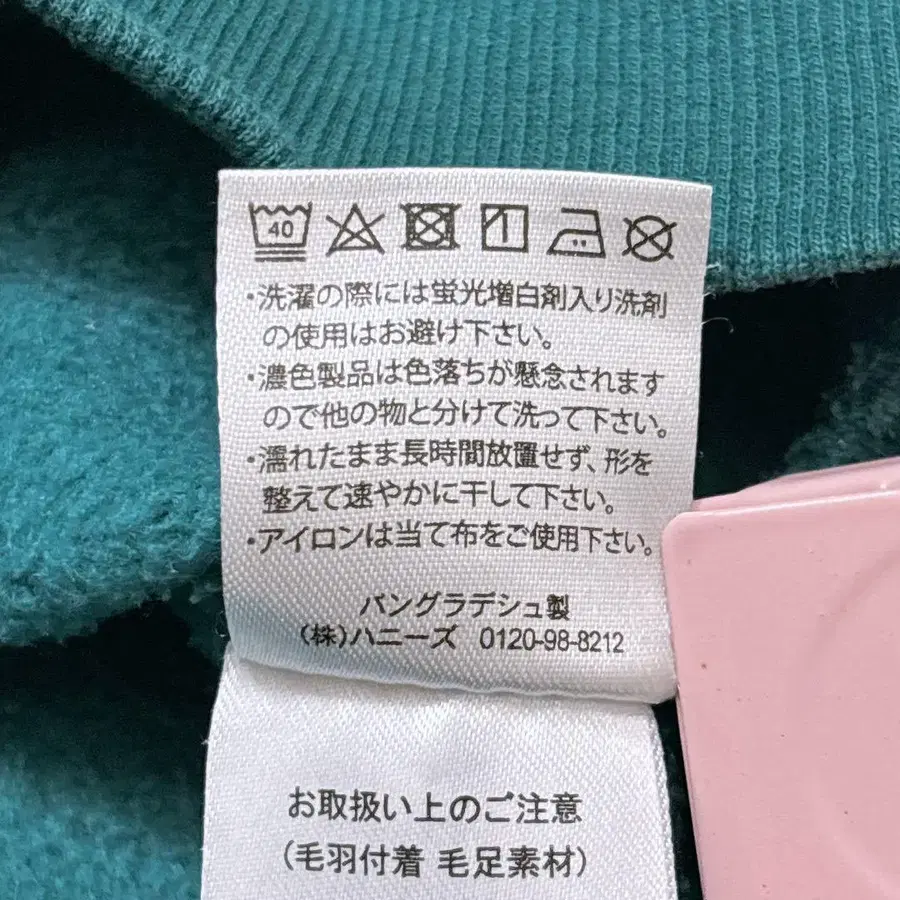 40
・洗濯の際には蛍光増白剤入り洗剤
の使用はお避け下さい。
・濃色製品は色落ちが懸念されます
ので他の物と分けて洗って下さい。
・濡れたまま長時間放置せず、形を
整えて速やかに干して下さい。
・アイロンは当て布をご使用下さい。
バングラデシュ製
(株)ハニーズ 0120-98-8212
お取扱い上のご注意
(毛羽付着 毛足素材)